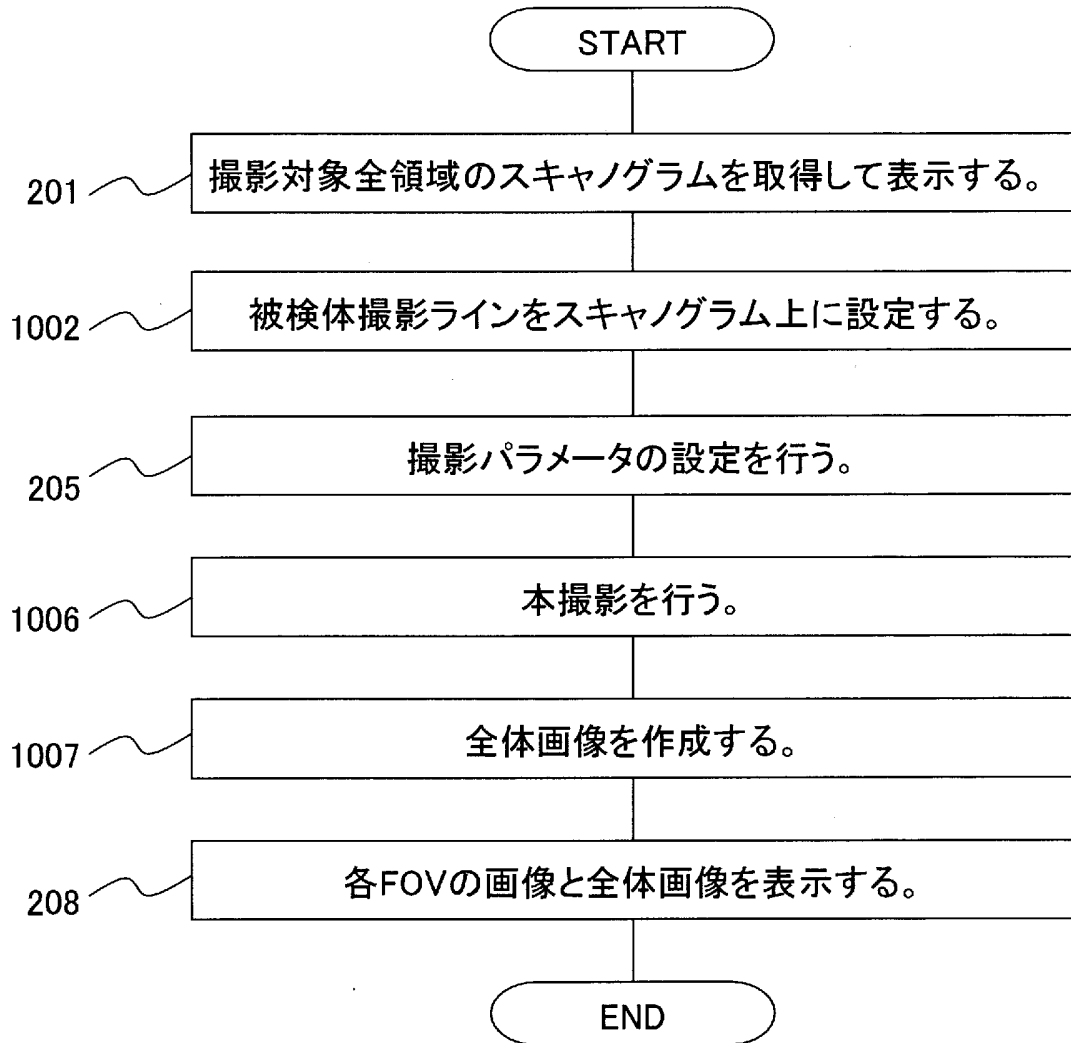 START
201
撮影対象全領域のスキャノグラムを取得して表示する。
1002
被検体撮影ラインをスキャノグラム上に設定する。
205
撮影パラメータの設定を行う。
1006
本撮影を行う。
1007
全体画像を作成する。
208
各FOVの画像と全体画像を表示する。
END